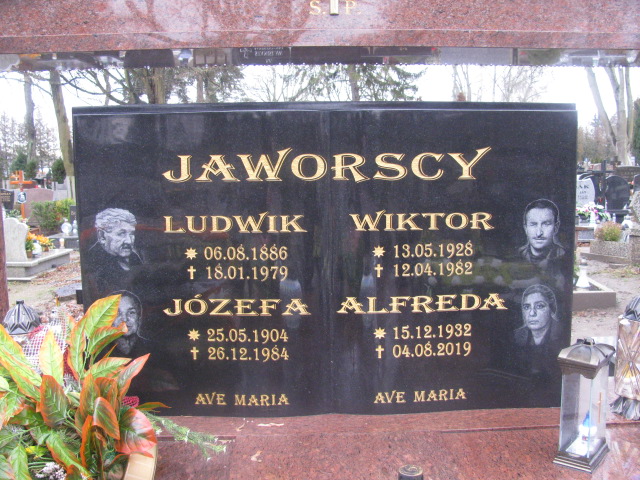 S P
JAWORSCY
LUDWIK
* 06.08.1886
† 18.01.1979
JÓZEFA
* 25.05.1904
† 26.12.1984
AVE MARIA
WIKTOR
* 13.05.1928
† 12.04.1982
ALFREDA
* 15.12.1932
† 04.08.2019
AVE MARIA